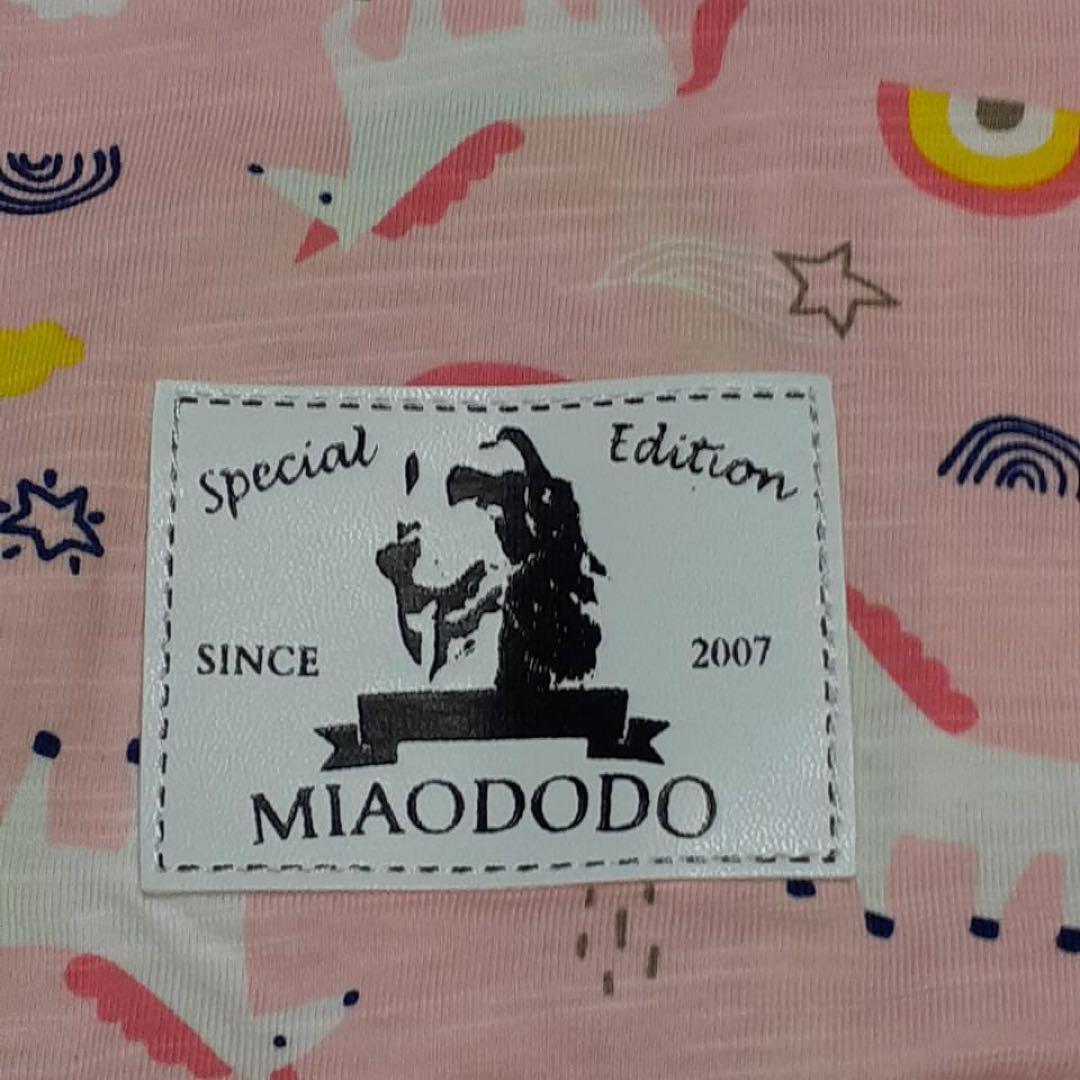 Special Edition
SINCE 2007
MIAODODO